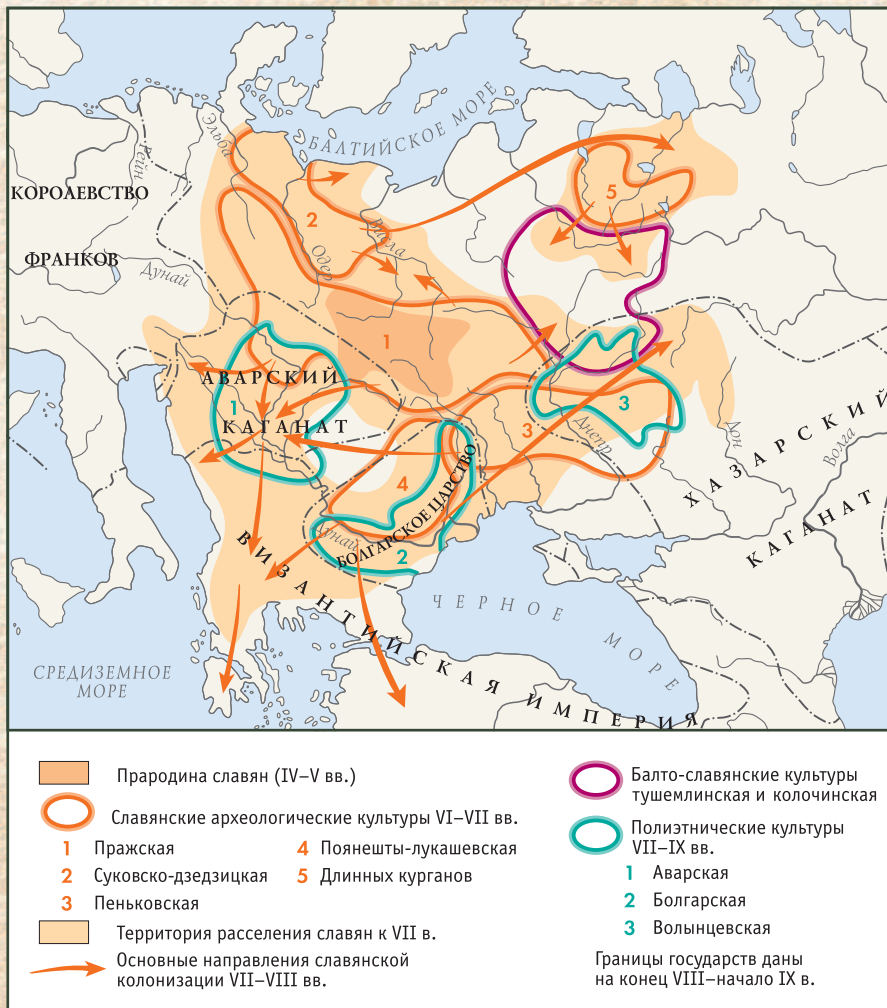 БАЛТИЙСКОЕ МОРЕ
Эльба
Рейн
КОРОЛЕВСТВО
ФРАНКОВ
Дунай
5
2
Висла
Одер
1
АВАРСКИЙ
1
КАГАНАТ
3
3
Днепр
Дон
Волга
ХАЗАРСКИЙ
КАГАНАТ
4
БОЛГАРСКОЕ ЦАРСТВО
Дунай
2
ВИЗАНТИЙСКАЯ ИМПЕРИЯ
ЧЕРНОЕ МОРЕ
СРЕДИЗЕМНОЕ
МОРЕ
Прародина славян (IV–V вв.)
Славянские археологические культуры VI–VII вв.
1 Пражская
2 Суковско-дзедзицкая
3 Пеньковская
4 Поянешты-лукашевская
5 Длинных курганов
Территория расселения славян к VII в.
Основные направления славянской
колонизации VII–VIII вв.
Балто-славянские культуры
тушемлинская и колочинская
Полиэтнические культуры
VII–IX вв.
1 Аварская
2 Болгарская
3 Волынцевская
Границы государств даны
на конец VIII–начало IX в.